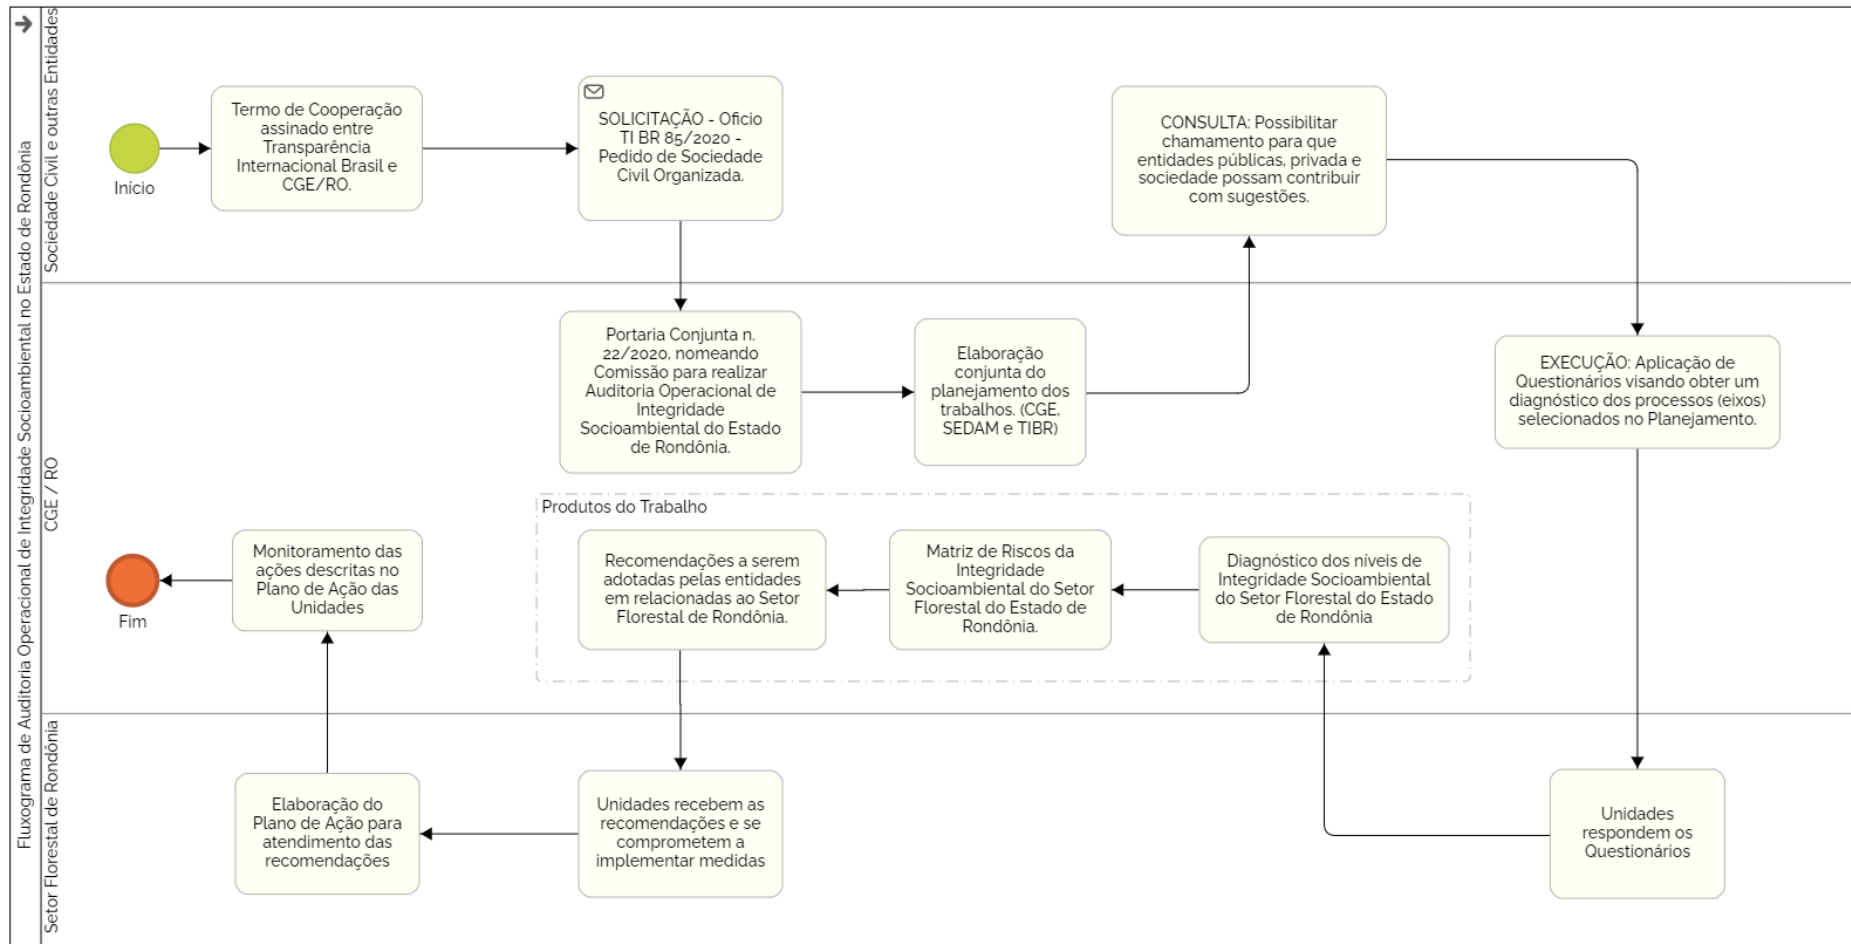 Fluxograma de Auditoria Operacional de Integridade Socioambiental no Estado de Rondônia
Sociedade Civil e outras Entidades
Início
Termo de Cooperação
assinado entre
Transparência
Internacional Brasil e
CGE/RO.
SOLICITAÇÃO - Oficio
TI BR 85/2020 -
Pedido de Sociedade
Civil Organizada.
CONSULTA: Possibilitar
chamamento para que
entidades públicas, privada e
sociedade possam contribuir
com sugestões.
CGE / RO
Portaria Conjunta n.
22/2020, nomeando
Comissão para realizar
Auditoria Operacional de
Integridade
Socioambiental do Estado
de Rondônia.
Elaboração
conjunta do
planejamento dos
trabalhos. (CGE,
SEDAM e TIBR)
EXECUÇÃO: Aplicação de
Questionários visando obter um
diagnóstico dos processos (eixos)
selecionados no Planejamento.
Produtos do Trabalho
Diagnóstico dos níveis de
Integridade Socioambiental
do Setor Florestal do Estado
de Rondônia
Matriz de Riscos da
Integridade
Socioambiental do Setor
Florestal do Estado de
Rondônia.
Recomendações a serem
adotadas pelas entidades
em relacionadas ao Setor
Florestal de Rondônia.
Monitoramento das
ações descritas no
Plano de Ação das
Unidades
Fim
Setor Florestal de Rondônia
Elaboração do
Plano de Ação para
atendimento das
recomendações
Unidades recebem as
recomendações e se
comprometem a
implementar medidas
Unidades
respondem os
Questionários